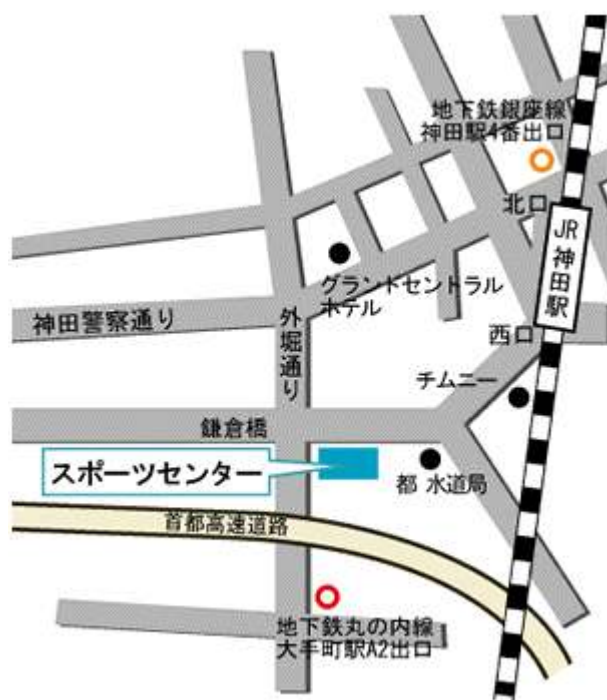 地下鉄銀座線
神田駅4番出口
北口
JR神田駅
グランドセントラル
ホテル
神田警察通り
外堀通り
西口
チムニー
鎌倉橋
スポーツセンター
都 水道局
首都高速道路
地下鉄丸の内線
大手町駅A2出口